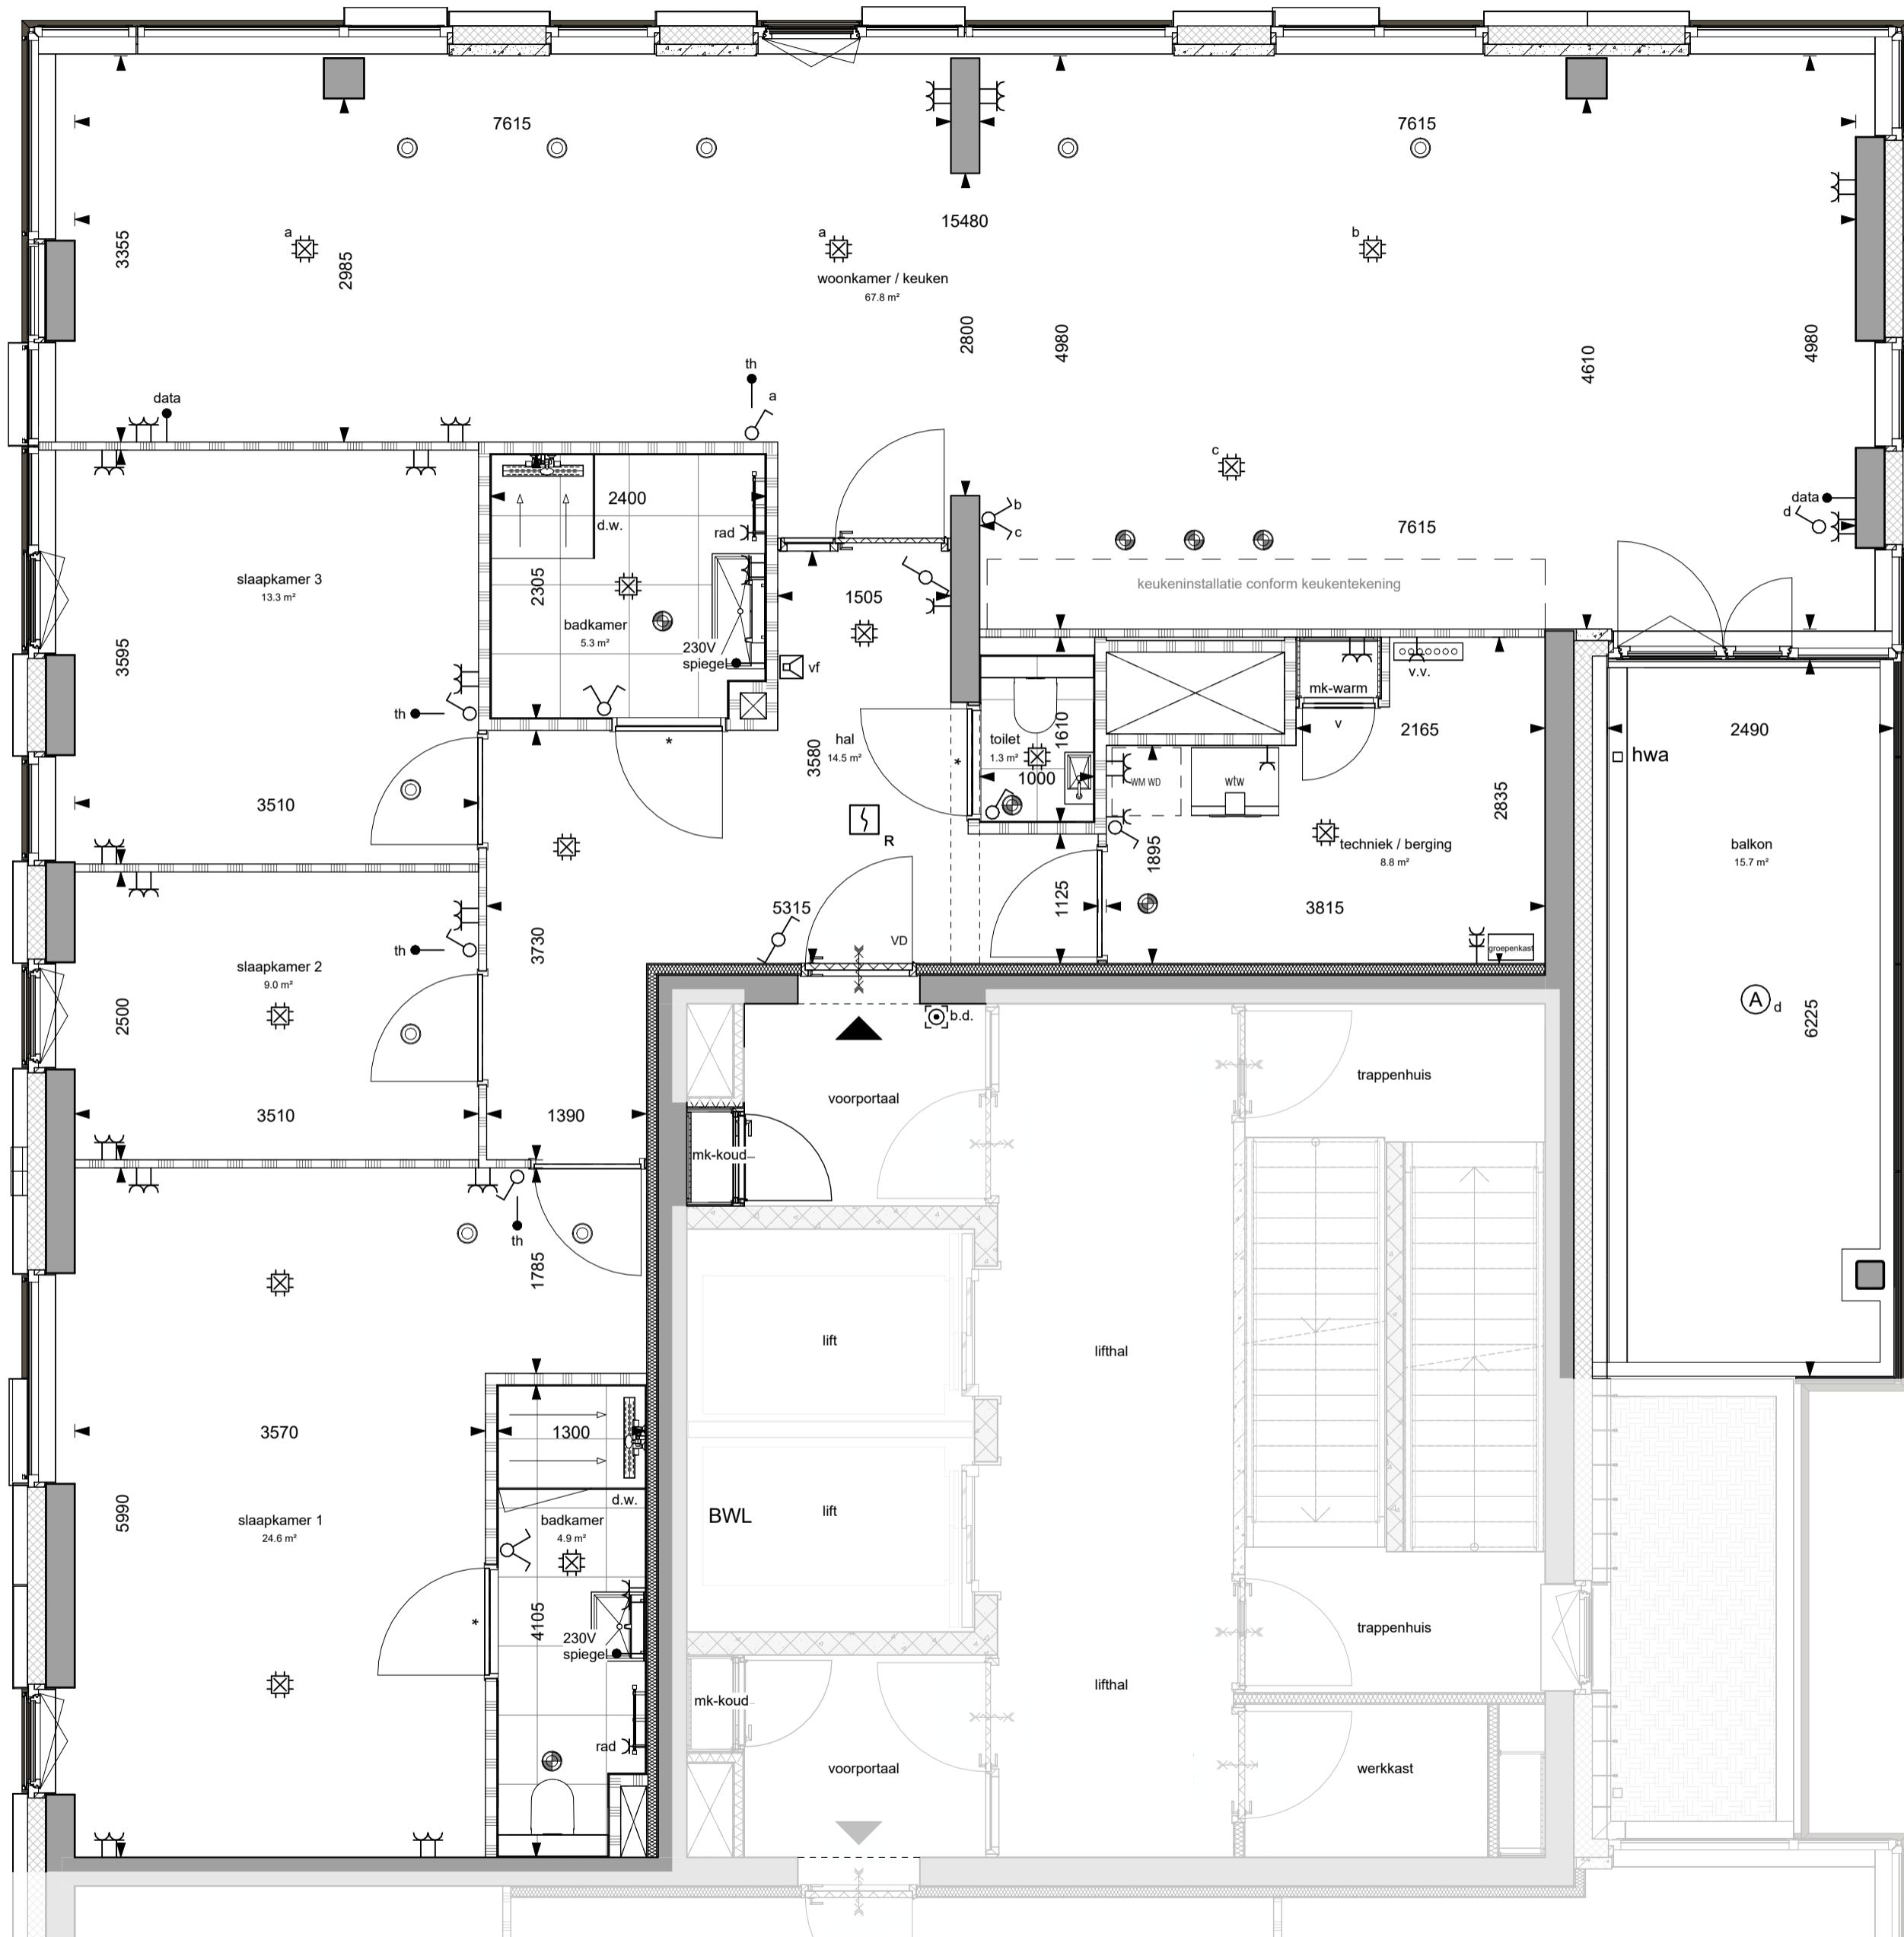 7615
7615
15480
3355
2985
a
a
b
woonkamer / keuken
67.8 m²
2800
4980
4610
4980
th
a
data
c
data
d
b
c
7615
2400
d.w.
rad
2305
slaapkamer 3
13.3 m²
badkamer
5.3 m²
230V
spiegel
1505
keukeninstallatie conform keukentekening
3595
vf
th
mk-warm
v.v.
v
hal
14.5 m²
*
*
3580
toilet
1.3 m²
1610
1000
2165
2490
hwa
WM WD
wtw
2835
3510
R
1895
techniek / berging
8.8 m²
balkon
15.7 m²
5315
1125
3815
VD
groepenkast
th
3730
slaapkamer 2
9.0 m²
2500
b.d.
A
d
6225
voorportaal
trappenhuis
3510
1390
mk-koud
th
1785
lift
lifthal
3570
1300
d.w.
5990
slaapkamer 1
24.6 m²
badkamer
4.9 m²
BWL
lift
*
4105
230V
spiegel
trappenhuis
lifthal
mk-koud
rad
voorportaal
werkkast